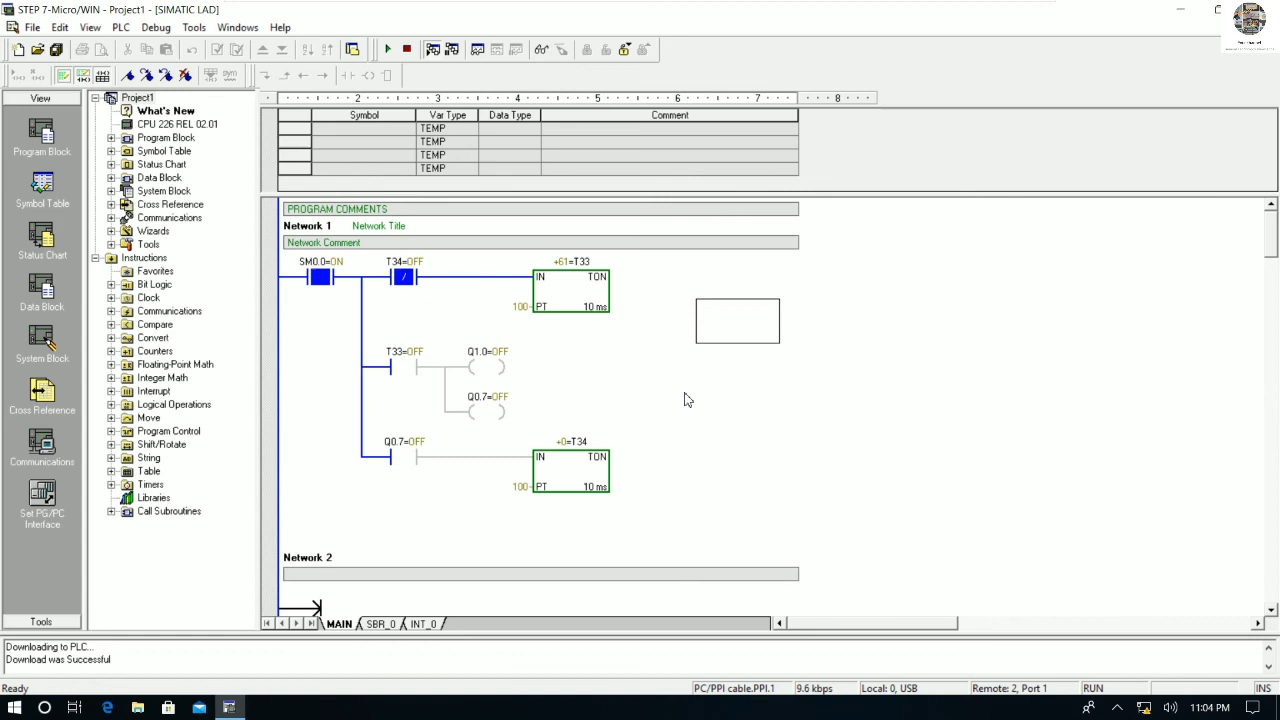 STEP 7-Micro/WIN - Project1 - [SIMATIC LAD]
File Edit View PLC Debug Tools Windows Help
sym
View
Program Block
Symbol Table
Status Chart
Data Block
System Block
Cross Reference
Communications
Set PG/PC
Interface
Tools
Project1
What's New
CPU 226 REL 02.01
Program Block
Symbol Table
Status Chart
Data Block
System Block
Cross Reference
Communications
Wizards
Tools
Instructions
Favorites
Bit Logic
Clock
Communications
Compare
Convert
Counters
Floating-Point Math
Integer Math
Interrupt
Logical Operations
Move
Program Control
Shift/Rotate
String
Table
Timers
Libraries
Call Subroutines
2 3 4 5 6 7 8
Symbol Var Type Data Type Comment
TEMP
TEMP
TEMP
TEMP
PROGRAM COMMENTS
Network 1 Network Title
Network Comment
SM0.0=ON T34=OFF +61=T33
/ IN TON
100 PT 10 ms
T33=OFF Q1.0=OFF
Q0.7=OFF
Q0.7=OFF +0=T34
IN TON
100 PT 10 ms
Network 2
MAIN SBR_0 INT_0
Downloading to PLC...
Download was Successful
Ready PC/PPI cable.PPI.1 9.6 kbps Local: 0, USB Remote: 2, Port 1 RUN INS
11:04 PM